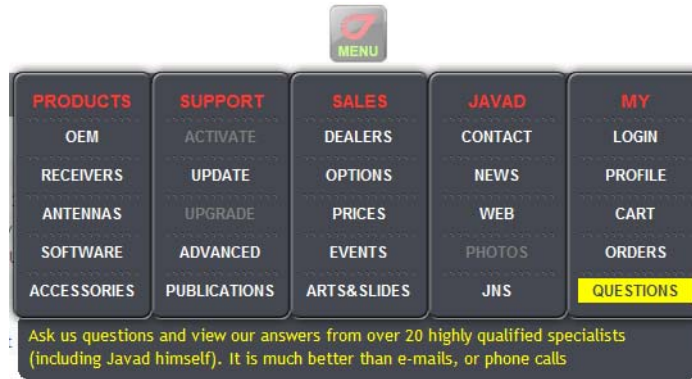 MENU
PRODUCTS SUPPORT SALES JAVAD MY
OEM ACTIVATE DEALERS CONTACT LOGIN
RECEIVERS UPDATE OPTIONS NEWS PROFILE
ANTENNAS UPGRADE PRICES WEB CART
SOFTWARE ADVANCED EVENTS PHOTOS ORDERS
ACCESSORIES PUBLICATIONS ARTS&SLIDES JNS QUESTIONS
Ask us questions and view our answers from over 20 highly qualified specialists
(including Javad himself). It is much better than e-mails, or phone calls